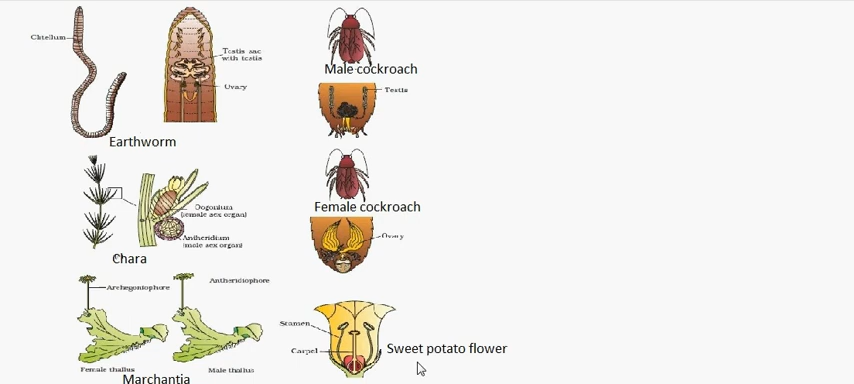 Clitellum
Testis sac
with testis
Ovary
Earthworm
Male cockroach
Testis
Female cockroach
Ovary
Oogonium
(female sex organ)
Antheridium
(male sex organ)
Chara
Archegoniophore
Antheridiophore
Female thallus
Male thallus
Marchantia
Stamen
Carpel
Sweet potato flower